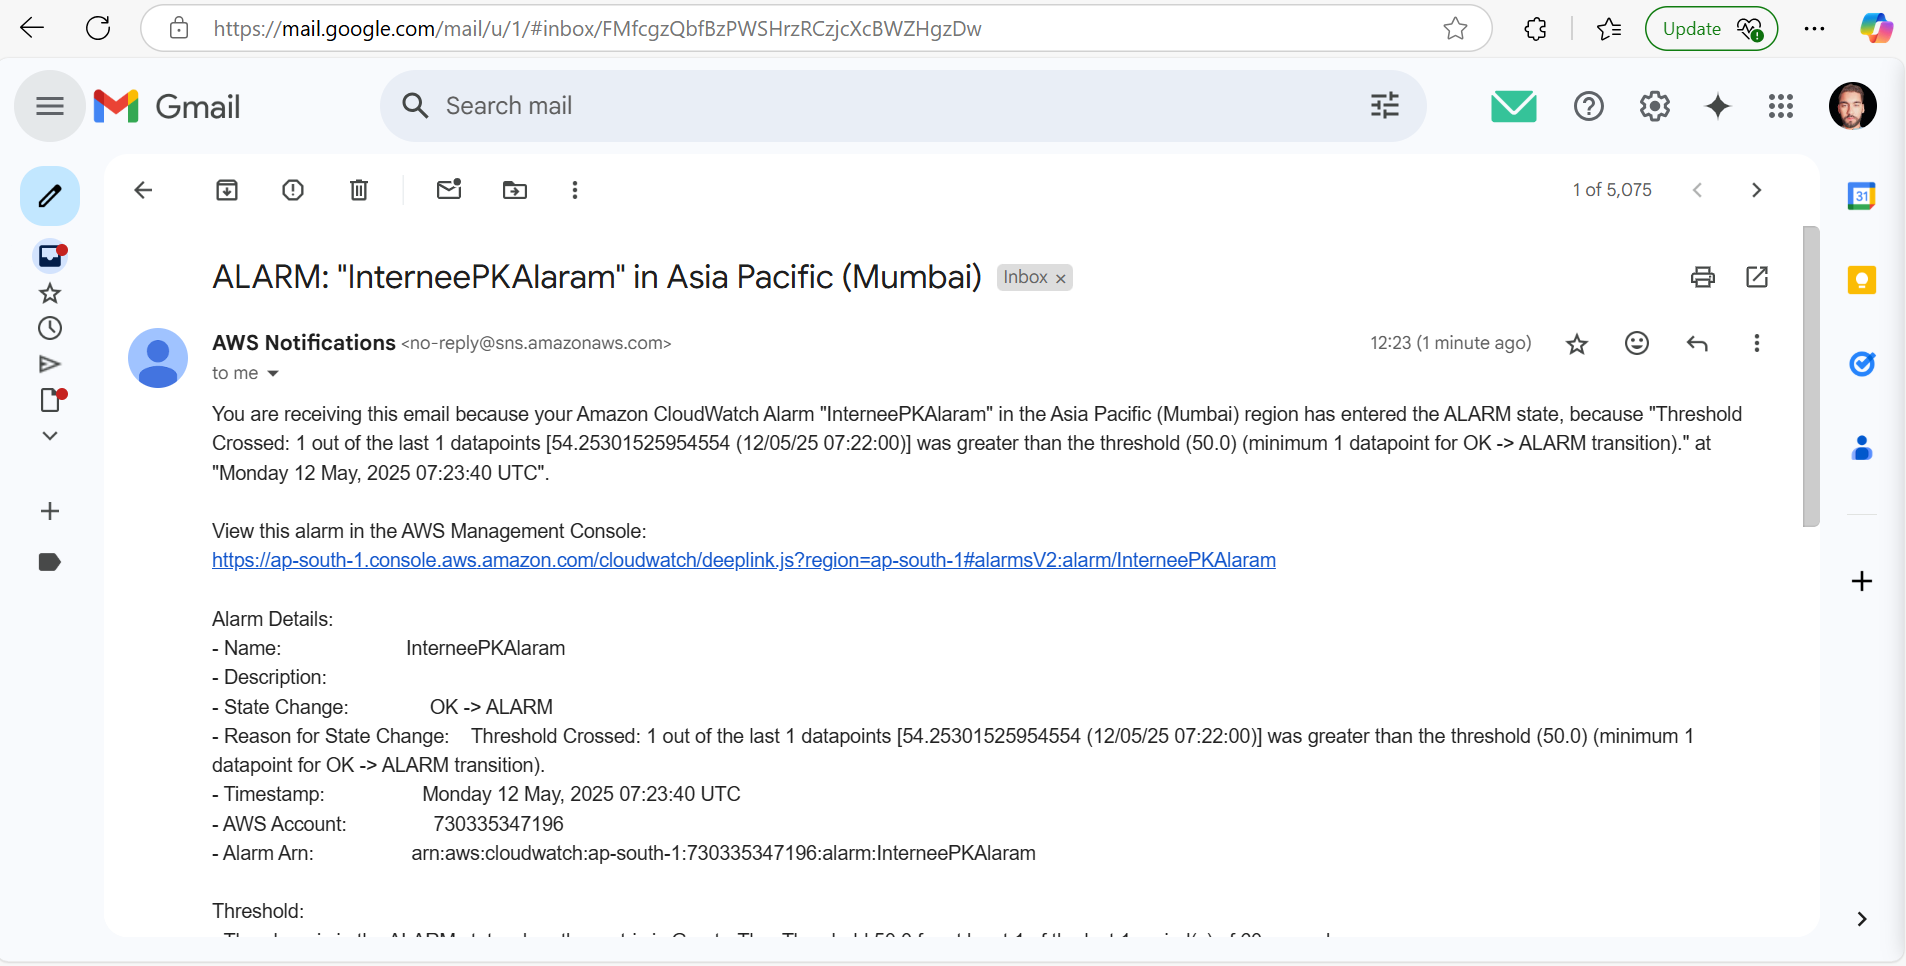 https://mail.google.com/mail/u/1/#inbox/FMfcgzQbfBzPWSHrzRCzjcXcBWZHgzDw
Update
Gmail
Search mail
1 of 5,075
31
ALARM: "InterneePKAlaram" in Asia Pacific (Mumbai)
Inbox ×
AWS Notifications <no-reply@sns.amazonaws.com>
12:23 (1 minute ago)
to me
You are receiving this email because your Amazon CloudWatch Alarm "InterneePKAlaram" in the Asia Pacific (Mumbai) region has entered the ALARM state, because "Threshold
Crossed: 1 out of the last 1 datapoints [54.25301525954554 (12/05/25 07:22:00)] was greater than the threshold (50.0) (minimum 1 datapoint for OK -> ALARM transition)." at
"Monday 12 May, 2025 07:23:40 UTC".
View this alarm in the AWS Management Console:
https://ap-south-1.console.aws.amazon.com/cloudwatch/deeplink.js?region=ap-south-1#alarmsV2:alarm/InterneePKAlaram
Alarm Details:
- Name: InterneePKAlaram
- Description:
- State Change: OK -> ALARM
- Reason for State Change: Threshold Crossed: 1 out of the last 1 datapoints [54.25301525954554 (12/05/25 07:22:00)] was greater than the threshold (50.0) (minimum 1
datapoint for OK -> ALARM transition).
- Timestamp: Monday 12 May, 2025 07:23:40 UTC
- AWS Account: 730335347196
- Alarm Arn: arn:aws:cloudwatch:ap-south-1:730335347196:alarm:InterneePKAlaram
Threshold: